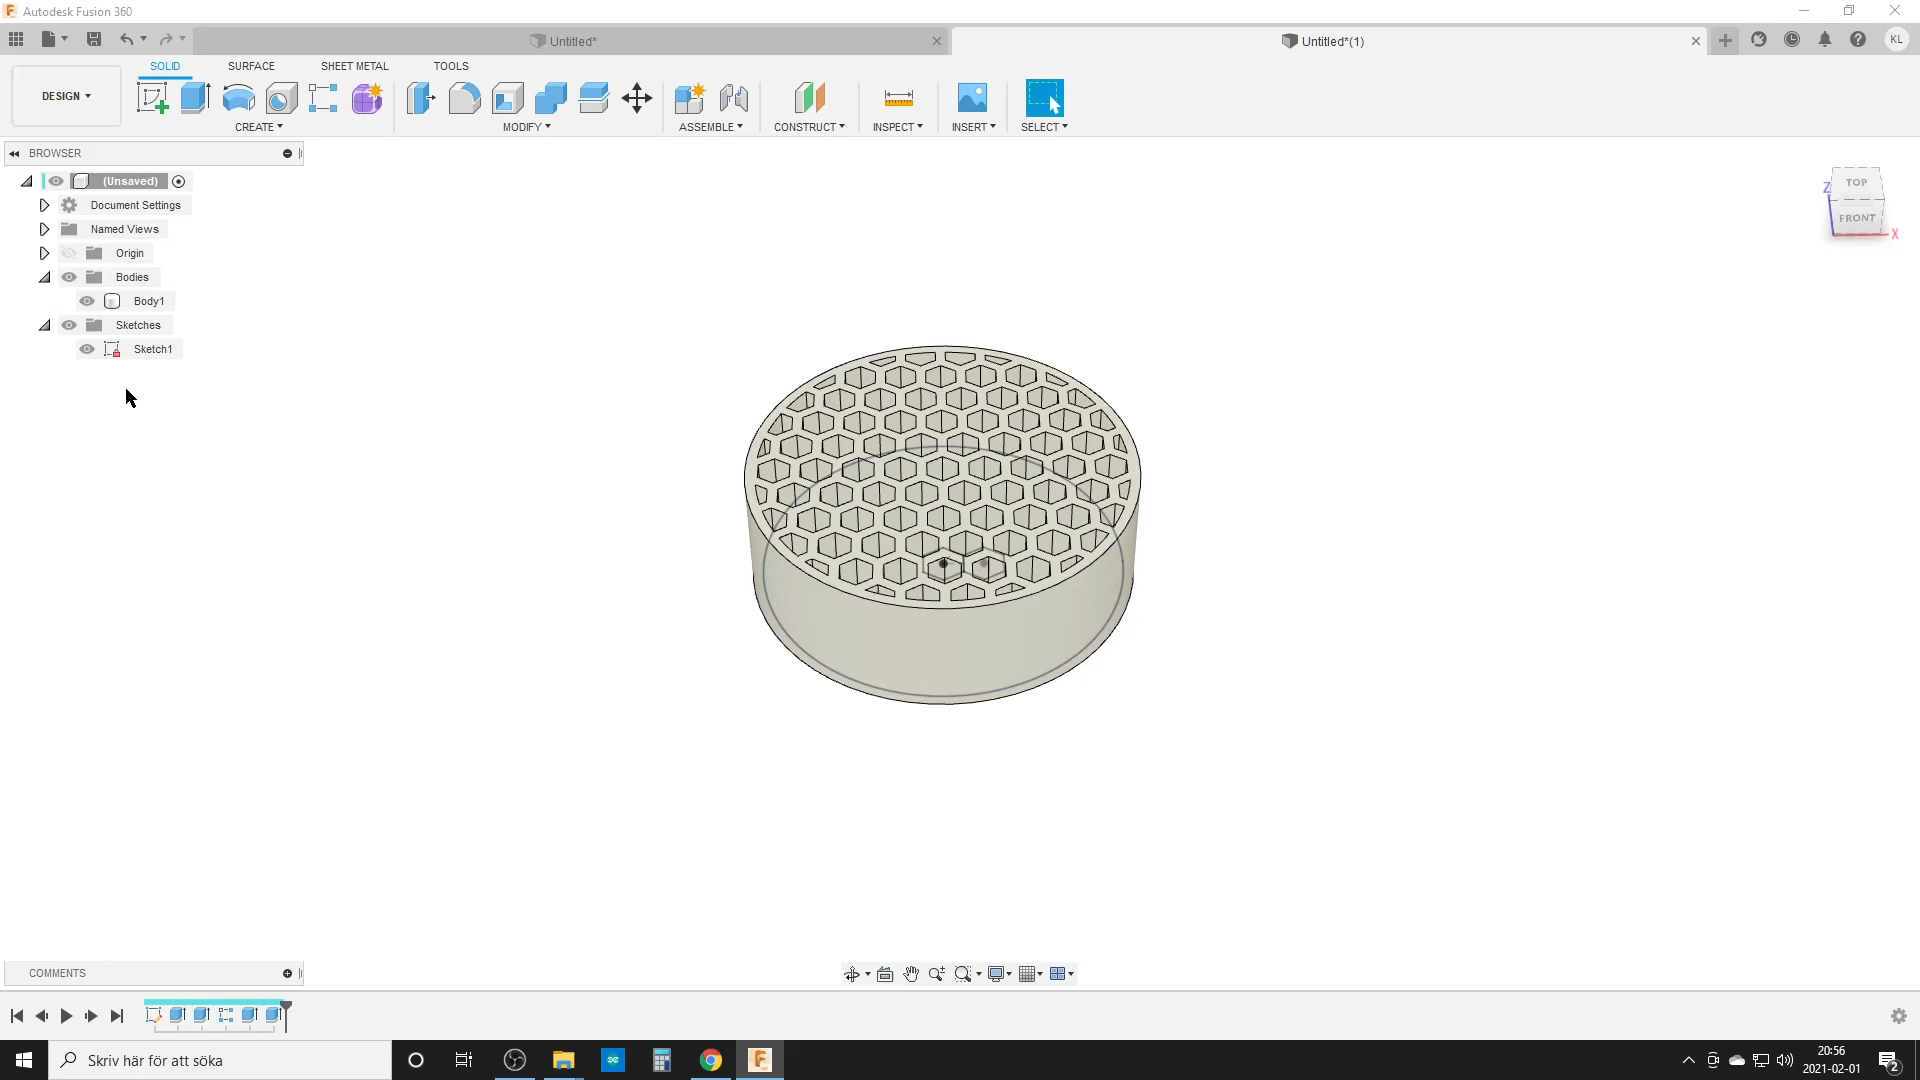 Autodesk Fusion 360
Untitled*
Untitled*(1)
KL
DESIGN
SOLID
SURFACE
SHEET METAL
TOOLS
CREATE
MODIFY
ASSEMBLE
CONSTRUCT
INSPECT
INSERT
SELECT
BROWSER
(Unsaved)
Document Settings
Named Views
Origin
Bodies
Body1
Sketches
Sketch1
TOP
FRONT
Z
X
COMMENTS
Skriv här för att söka
20:56
2021-02-01
2